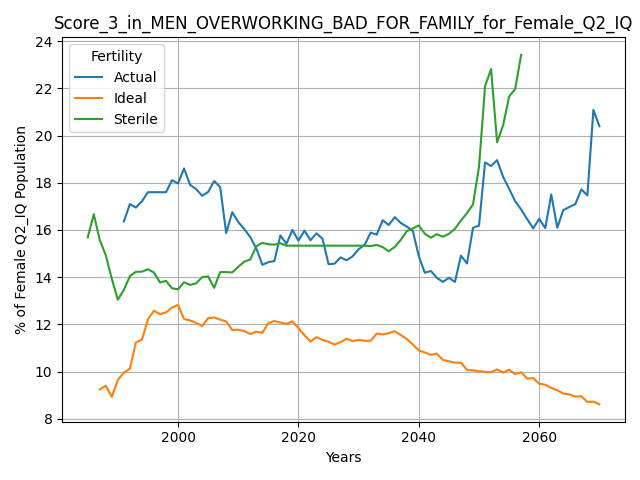 Score_3_in_MEN_OVERWORKING_BAD_FOR_FAMILY_for_Female_Q2_IQ
Fertility
Actual
Ideal
Sterile
% of Female Q2_IQ Population
24
22
20
18
16
14
12
10
8
2000 2020 2040 2060
Years